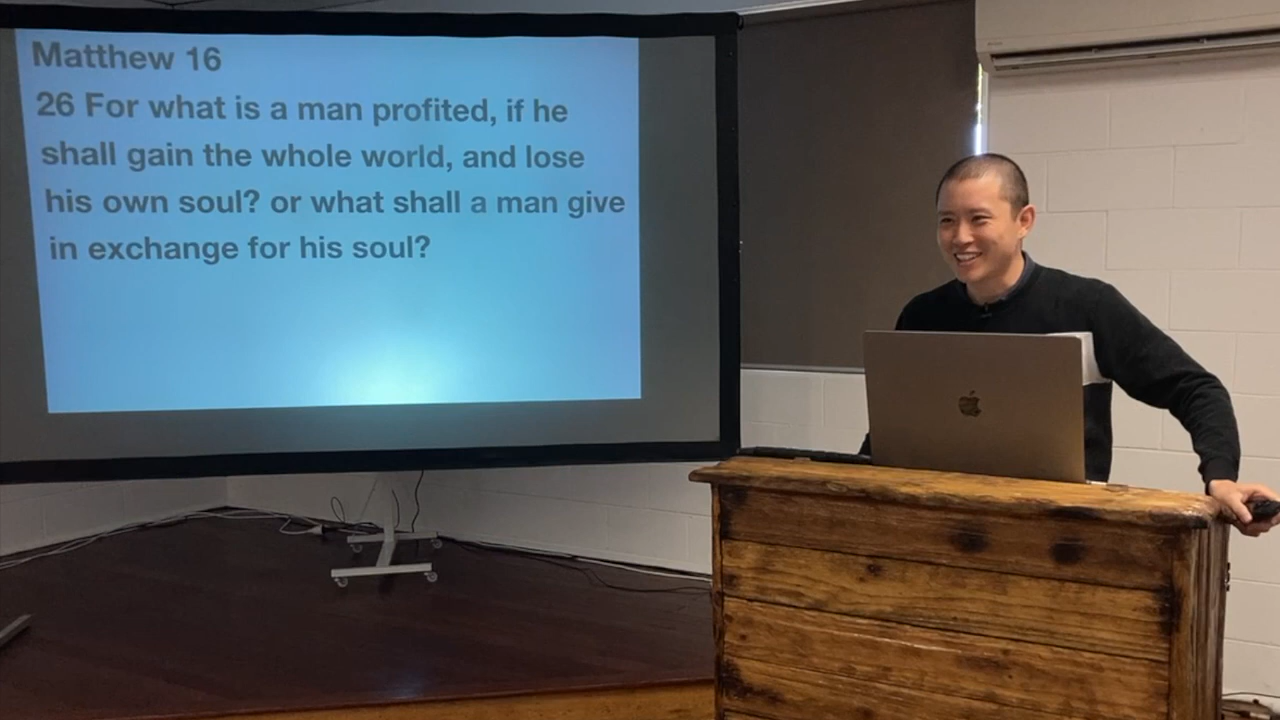 Matthew 16
26 For what is a man profited, if he
shall gain the whole world, and lose
his own soul? or what shall a man give
in exchange for his soul?